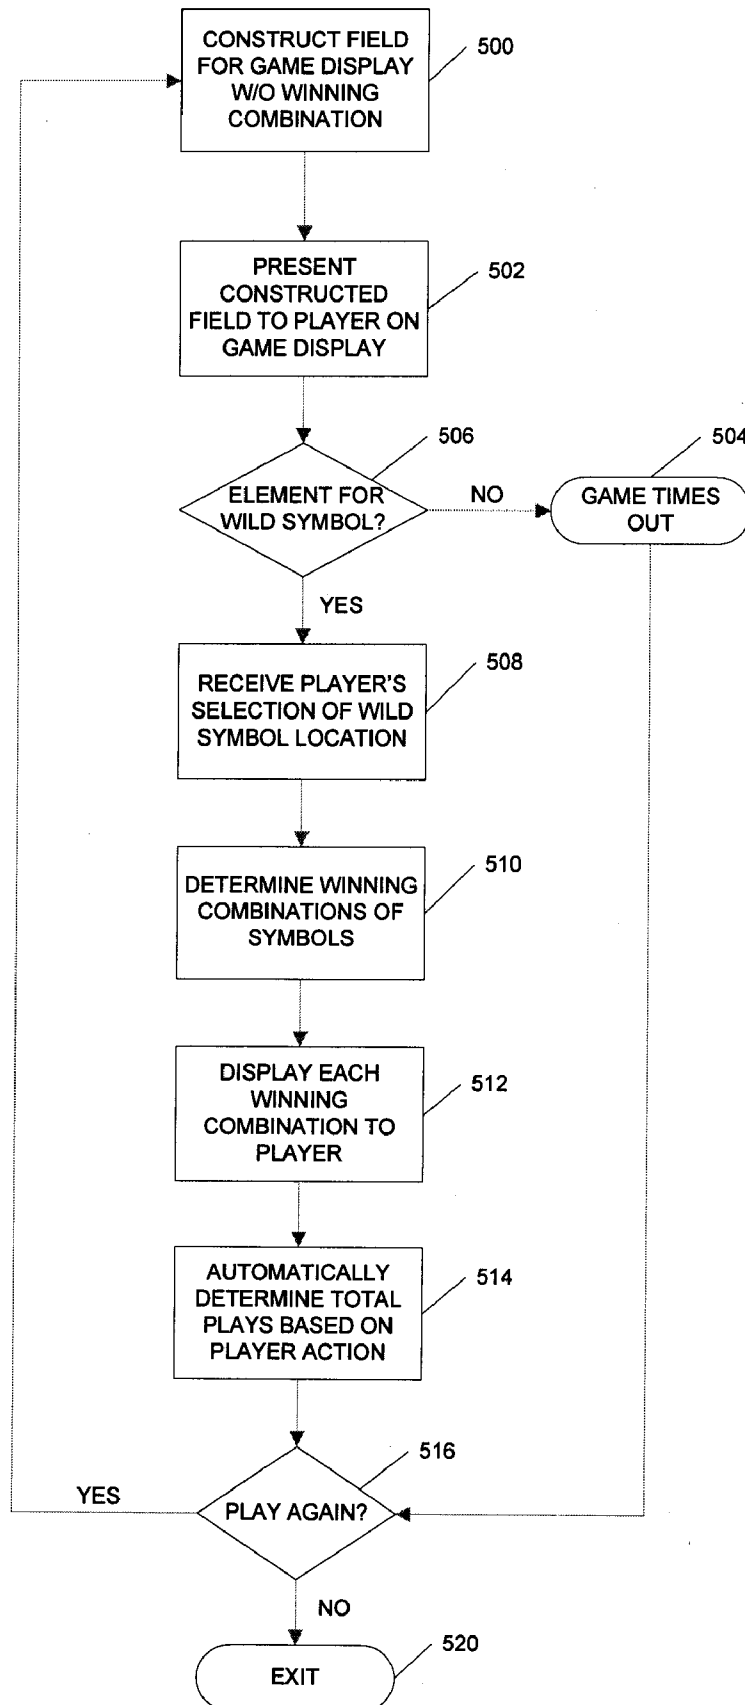 CONSTRUCT FIELD
FOR GAME DISPLAY
W/O WINNING
COMBINATION
500
PRESENT
CONSTRUCTED
FIELD TO PLAYER ON
GAME DISPLAY
502
ELEMENT FOR
WILD SYMBOL?
506
NO
GAME TIMES
OUT
504
YES
RECEIVE PLAYER'S
SELECTION OF WILD
SYMBOL LOCATION
508
DETERMINE WINNING
COMBINATIONS OF
SYMBOLS
510
DISPLAY EACH
WINNING
COMBINATION TO
PLAYER
512
AUTOMATICALLY
DETERMINE TOTAL
PLAYS BASED ON
PLAYER ACTION
514
PLAY AGAIN?
516
YES
NO
EXIT
520